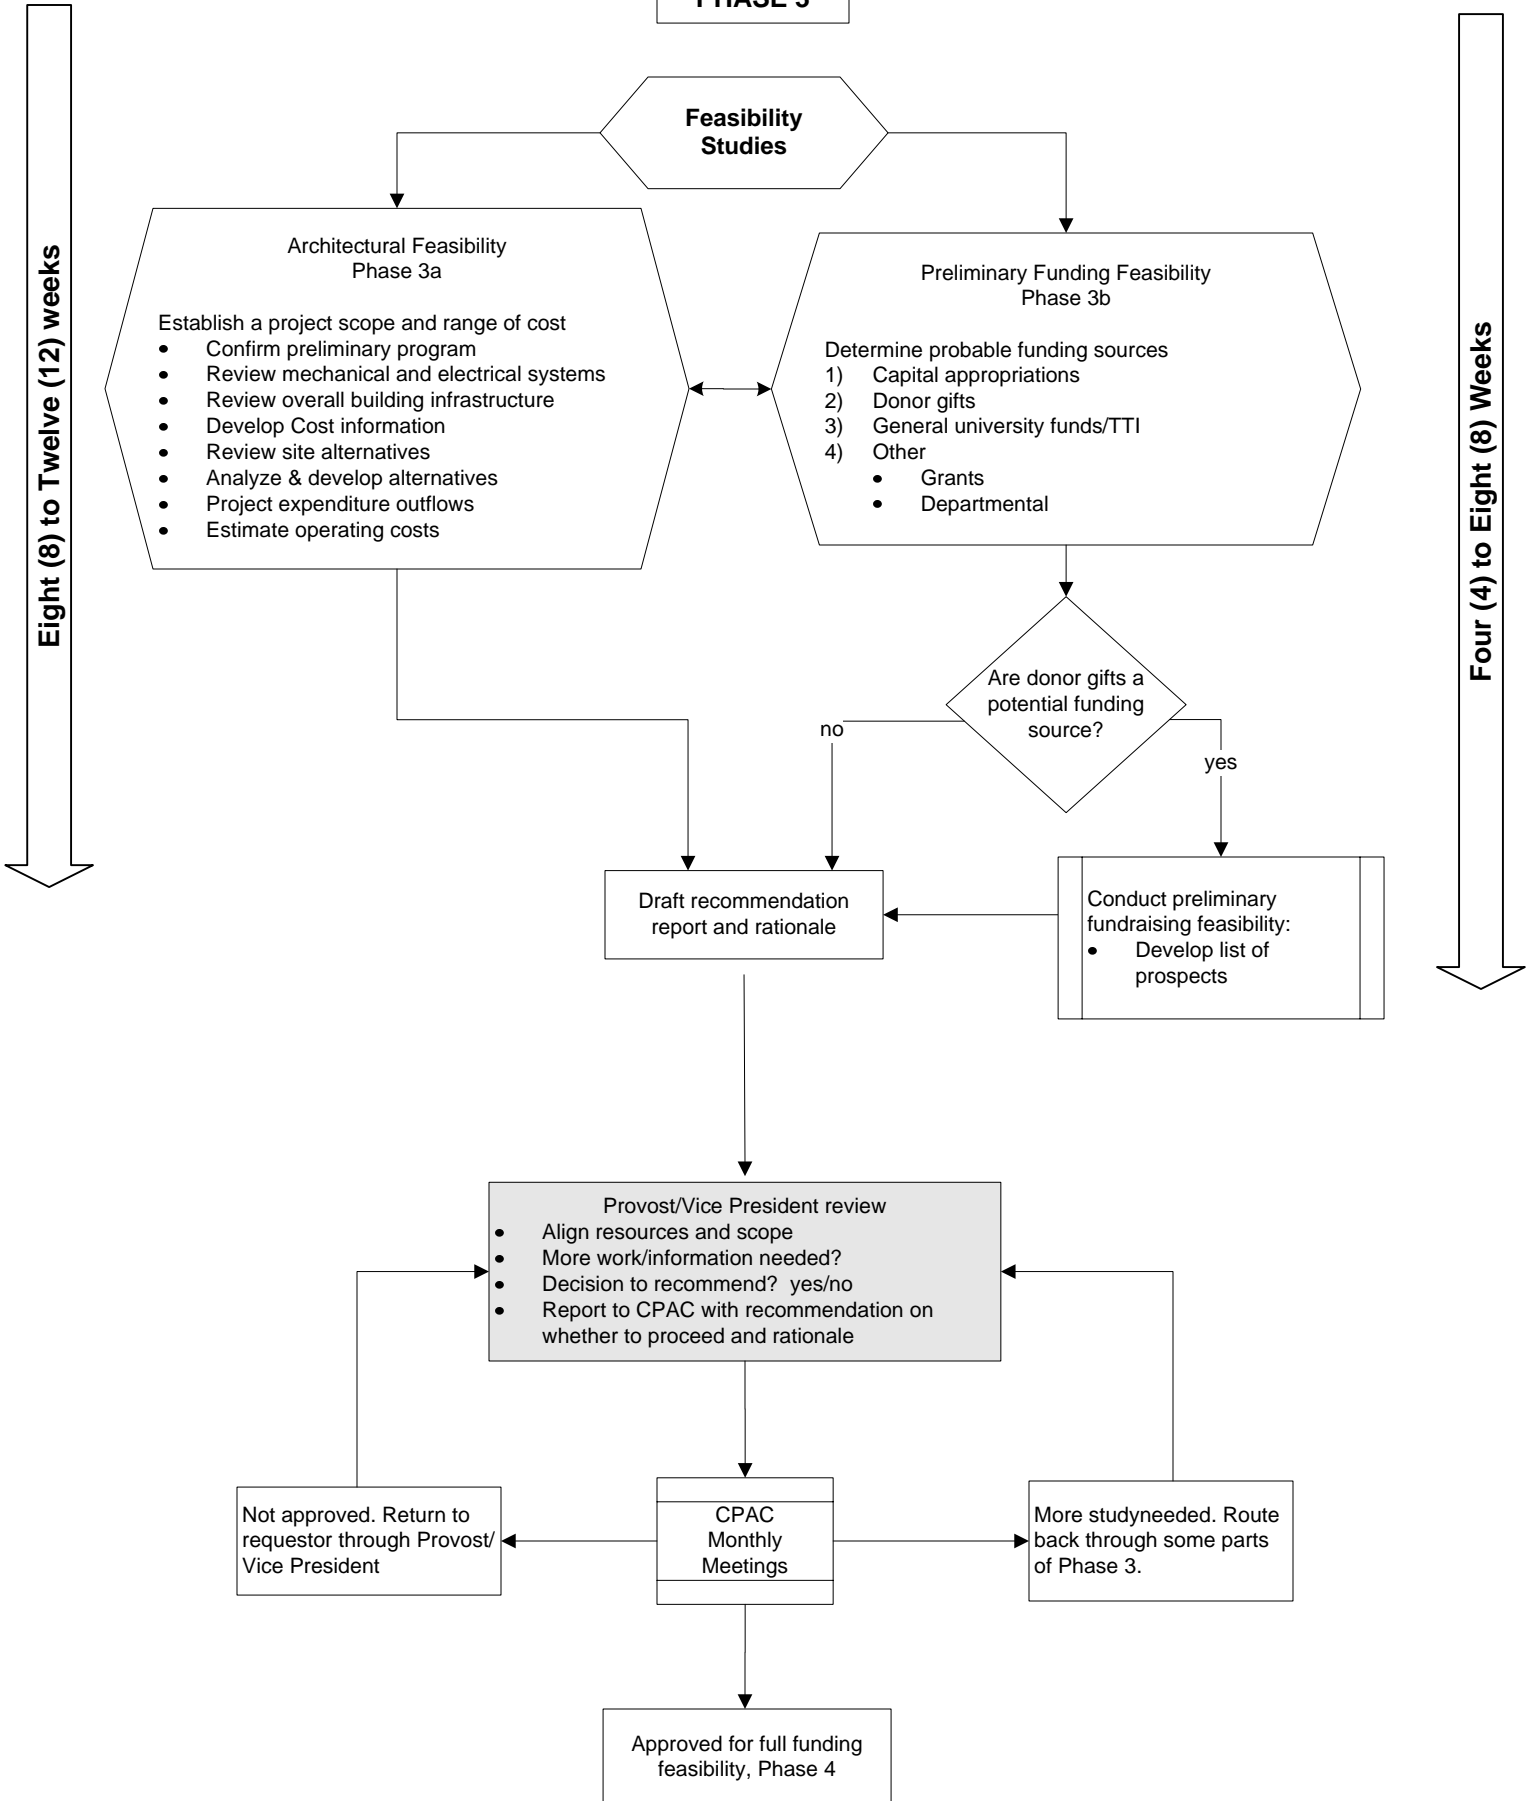 PHASE 3
Feasibility
Studies
Eight (8) to Twelve (12) weeks
Four (4) to Eight (8) Weeks
Architectural Feasibility
Phase 3a
Establish a project scope and range of cost
• Confirm preliminary program
• Review mechanical and electrical systems
• Review overall building infrastructure
• Develop Cost information
• Review site alternatives
• Analyze & develop alternatives
• Project expenditure outflows
• Estimate operating costs
Preliminary Funding Feasibility
Phase 3b
Determine probable funding sources
1) Capital appropriations
2) Donor gifts
3) General university funds/TTI
4) Other
• Grants
• Departmental
Are donor gifts a
potential funding
source?
no
yes
Draft recommendation
report and rationale
Conduct preliminary
fundraising feasibility:
• Develop list of
prospects
Provost/Vice President review
• Align resources and scope
• More work/information needed?
• Decision to recommend? yes/no
• Report to CPAC with recommendation on
whether to proceed and rationale
Not approved. Return to
requestor through Provost/
Vice President
CPAC
Monthly
Meetings
More studyneeded. Route
back through some parts
of Phase 3.
Approved for full funding
feasibility, Phase 4